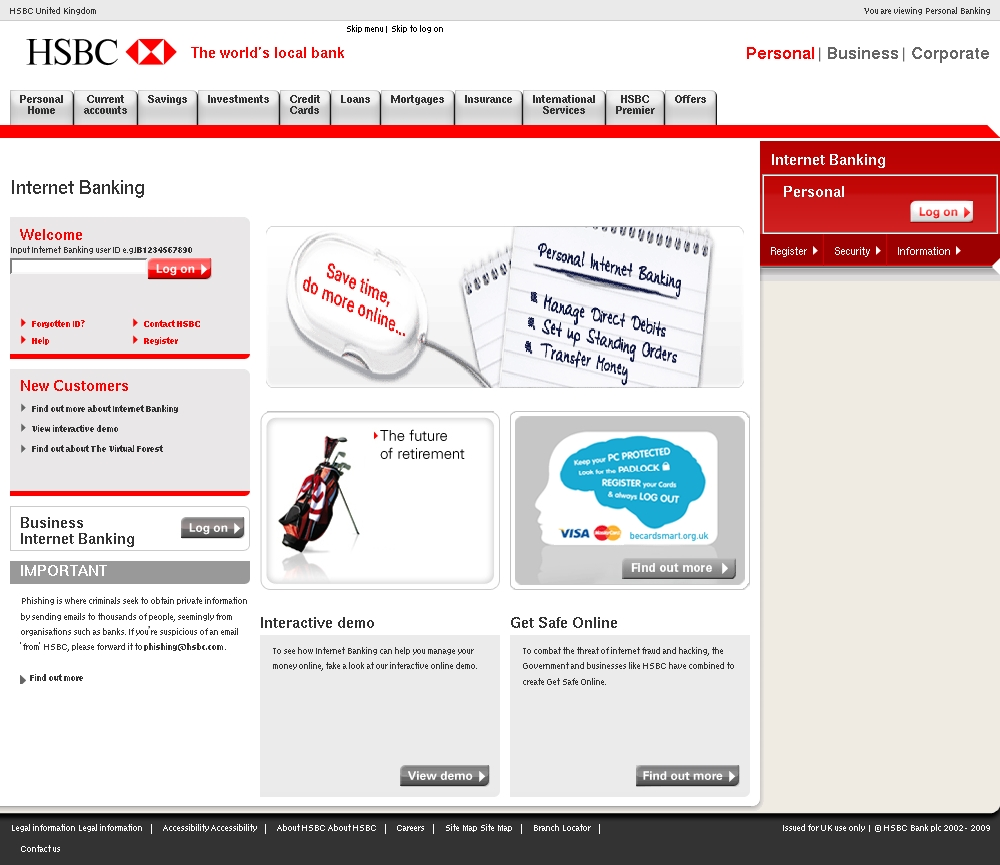 HSBC United Kingdom
You are viewing Personal Banking
Skip menu | Skip to log on
HSBC
The world's local bank
Personal | Business | Corporate
Personal Home
Current accounts
Savings
Investments
Credit Cards
Loans
Mortgages
Insurance
International Services
HSBC Premier
Offers
Internet Banking
Personal
Log on
Register
Security
Information
Internet Banking
Welcome
Input Internet Banking user ID e.g.IB1234567890
Log on
Forgotten ID?
Contact HSBC
Help
Register
Save time,
do more online...
Personal Internet Banking
Manage Direct Debits
Set up Standing Orders
Transfer Money
New Customers
Find out more about Internet Banking
View interactive demo
Find out about The Virtual Forest
The future
of retirement
Keep your PC PROTECTED
Look for the PADLOCK
REGISTER your Cards
& always LOG OUT
VISA
MasterCard
becardsmart.org.uk
Find out more
Business
Internet Banking
Log on
IMPORTANT
Phishing is where criminals seek to obtain private information
by sending emails to thousands of people, seemingly from
organisations such as banks. If you're suspicious of an email
'from' HSBC, please forward it to phishing@hsbc.com.
Find out more
Interactive demo
To see how Internet Banking can help you manage your
money online, take a look at our interactive online demo.
View demo
Get Safe Online
To combat the threat of internet fraud and hacking, the
Government and businesses like HSBC have combined to
create Get Safe Online.
Find out more
Legal information Legal information | Accessibility Accessibility | About HSBC About HSBC | Careers | Site Map Site Map | Branch Locator |
Issued for UK use only | © HSBC Bank plc 2002 - 2009
Contact us